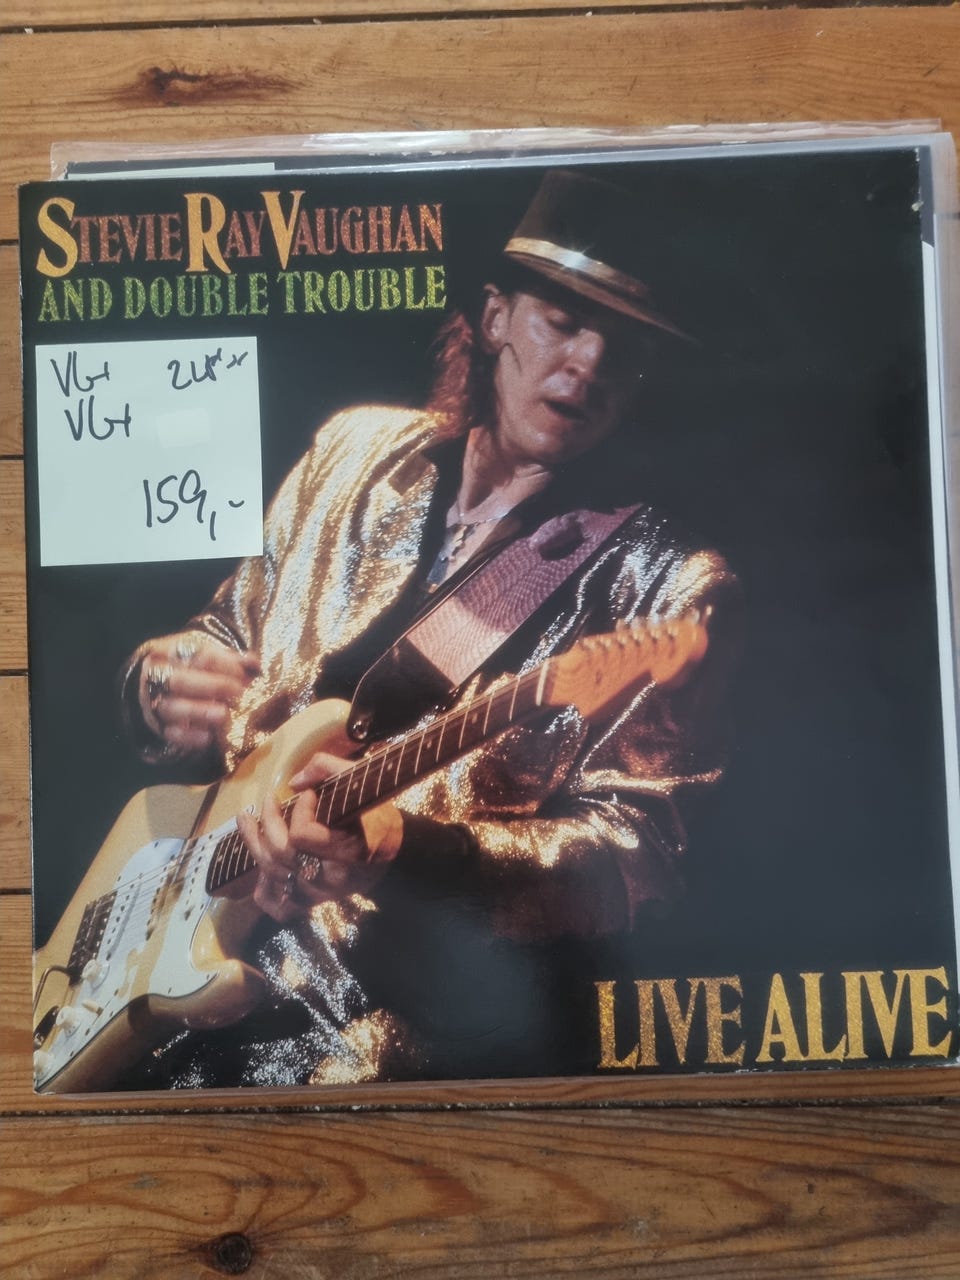 STEVIE RAY VAUGHAN
AND DOUBLE TROUBLE
VG+
VG+
159,-
LIVE ALIVE